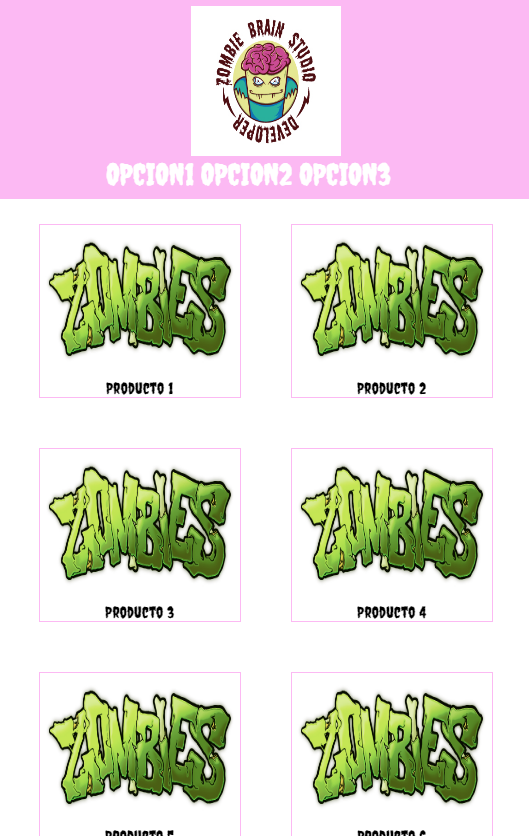 ZOMBIE BRAIN STUDIO
DEVELOPER
OPCION1 OPCION2 OPCION3
ZOMBIES
ZOMBIES
PRODUCTO 1
PRODUCTO 2
ZOMBIES
ZOMBIES
PRODUCTO 3
PRODUCTO 4
ZOMBIES
ZOMBIES
PRODUCTO 5
PRODUCTO 6